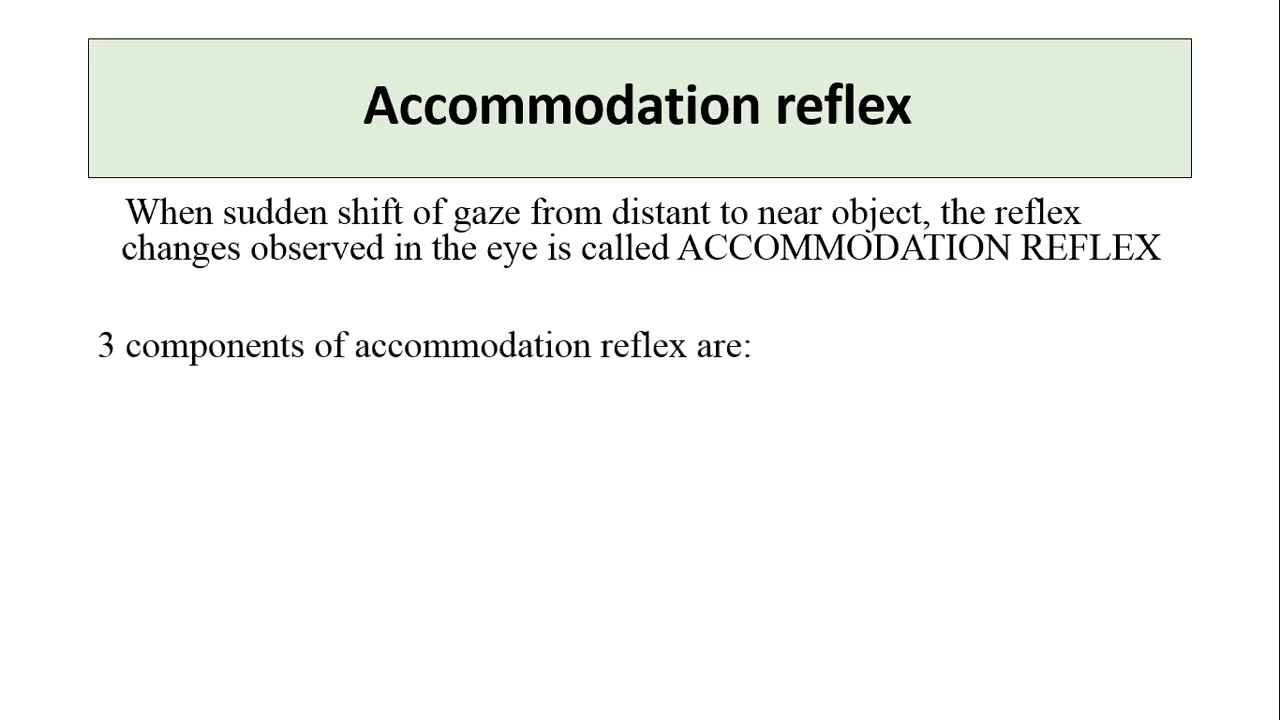 Accommodation reflex
When sudden shift of gaze from distant to near object, the reflex
changes observed in the eye is called ACCOMMODATION REFLEX
3 components of accommodation reflex are: